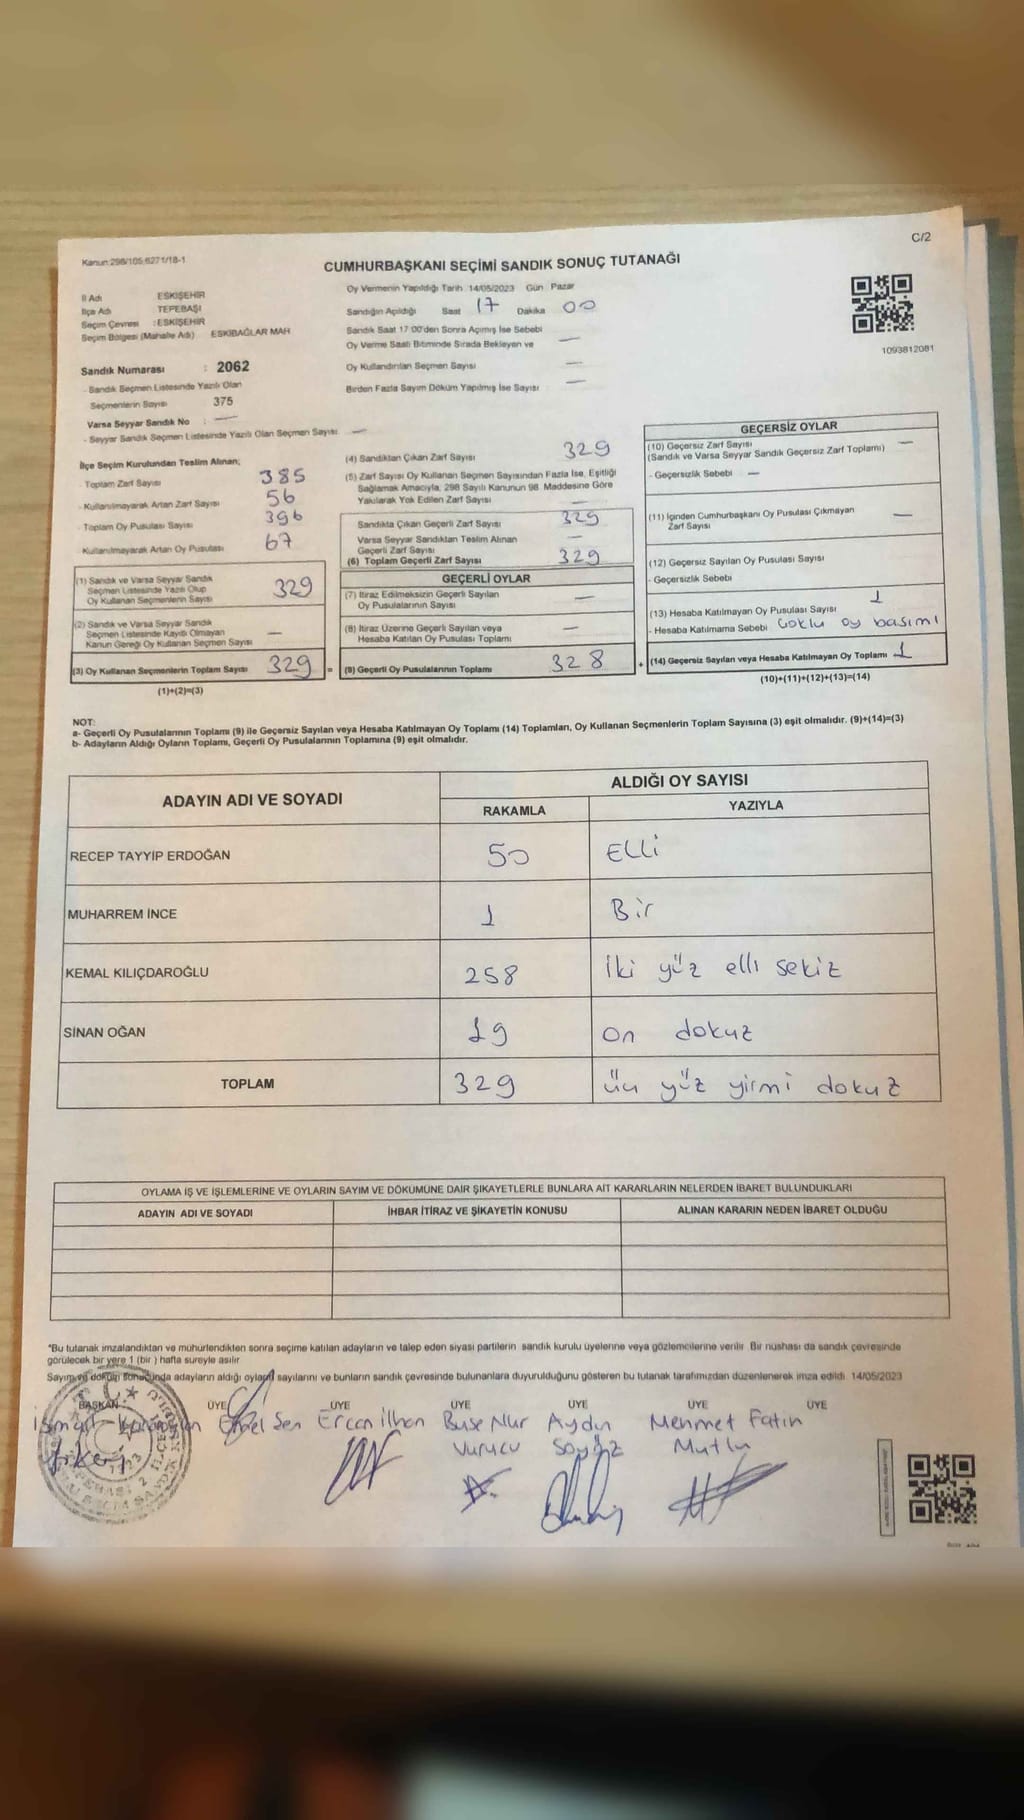 C/2
Kanun:298/105;6271/18-1
CUMHURBAŞKANI SEÇİMİ SANDIK SONUÇ TUTANAĞI
İl Adı ESKİŞEHİR
İlçe Adı TEPEBAŞI
Seçim Çevresi : ESKİŞEHİR
Seçim Bölgesi (Mahalle Adı) ESKİBAĞLAR MAH
Oy Vermenin Yapıldığı Tarih 14/05/2023 Gün Pazar
Sandığın Açıldığı Saat 17 Dakika 00
Sandık Saat 17 00'den Sonra Açımış İse Sebebi
Oy Verme Saati Bitiminde Sırada Bekleyen ve —
Oy Kullandırılan Seçmen Sayısı —
Birden Fazla Sayım Döküm Yapılmış İse Sayısı —
1093812081
Sandık Numarası : 2062
- Sandık Seçmen Listesinde Yazılı Olan
Seçmenlerin Sayısı 375
Varsa Seyyar Sandık No : —
- Seyyar Sandık Seçmen Listesinde Yazılı Olan Seçmen Sayısı —
İlçe Seçim Kurulundan Teslim Alınan;
Toplam Zarf Sayısı 385
- Kullanılmayarak Artan Zarf Sayısı 56
- Toplam Oy Pusulası Sayısı 396
Kullanılmayarak Artan Oy Pusulası 67
(1) Sandık ve Varsa Seyyar Sandık
Seçmen Listesinde Yazılı Olup
Oy Kullanan Seçmenlerin Sayısı 329
(2) Sandık ve Varsa Seyyar Sandık
Seçmen Listesinde Kayıtlı Olmayan
Kanun Gereği Oy Kullanan Seçmen Sayısı —
(3) Oy Kullanan Seçmenlerin Toplam Sayısı 329 =
(1)+(2)=(3)
(4) Sandıktan Çıkan Zarf Sayısı 329
(5) Zarf Sayısı Oy Kullanan Seçmen Sayısından Fazla İse, Eşitliği
Sağlamak Amacıyla, 298 Sayılı Kanunun 98. Maddesine Göre
Yakılarak Yok Edilen Zarf Sayısı —
Sandıkta Çıkan Geçerli Zarf Sayısı 329
Varsa Seyyar Sandıktan Teslim Alınan
Geçerli Zarf Sayısı —
(6) Toplam Geçerli Zarf Sayısı 329
GEÇERLİ OYLAR
(7) İtiraz Edilmeksizin Geçerli Sayılan
Oy Pusulalarının Sayısı —
(8) İtiraz Üzerine Geçerli Sayılan veya
Hesaba Katılan Oy Pusulası Toplamı —
(9) Geçerli Oy Pusulalarının Toplamı 328 +
GEÇERSİZ OYLAR
(10) Geçersiz Zarf Sayısı —
(Sandık ve Varsa Seyyar Sandık Geçersiz Zarf Toplamı)
- Geçersizlik Sebebi —
(11) İçinden Cumhurbaşkanı Oy Pusulası Çıkmayan
Zarf Sayısı —
(12) Geçersiz Sayılan Oy Pusulası Sayısı
- Geçersizlik Sebebi
(13) Hesaba Katılmayan Oy Pusulası Sayısı 1
- Hesaba Katılmama Sebebi çoklu oy basımı
(14) Geçersiz Sayılan veya Hesaba Katılmayan Oy Toplamı 1
(10)+(11)+(12)+(13)=(14)
NOT:
a- Geçerli Oy Pusulalarının Toplamı (9) ile Geçersiz Sayılan veya Hesaba Katılmayan Oy Toplamı (14) Toplamları, Oy Kullanan Seçmenlerin Toplam Sayısına (3) eşit olmalıdır. (9)+(14)=(3)
b- Adayların Aldığı Oyların Toplamı, Geçerli Oy Pusulalarının Toplamına (9) eşit olmalıdır.
ADAYIN ADI VE SOYADI
ALDIĞI OY SAYISI
RAKAMLA YAZIYLA
RECEP TAYYİP ERDOĞAN 50 Elli
MUHARREM İNCE 1 Bir
KEMAL KILIÇDAROĞLU 258 iki yüz elli sekiz
SİNAN OĞAN 19 on dokuz
TOPLAM 329 üü yüz yirmi dokuz
OYLAMA İŞ VE İŞLEMLERİNE VE OYLARIN SAYIM VE DÖKÜMÜNE DAİR ŞİKAYETLERLE BUNLARA AİT KARARLARIN NELERDEN İBARET BULUNDUKLARI
ADAYIN ADI VE SOYADI İHBAR İTİRAZ VE ŞİKAYETİN KONUSU ALINAN KARARIN NEDEN İBARET OLDUĞU
*Bu tutanak imzalandıktan ve mühürlendikten sonra seçime katılan adayların ve talep eden siyasi partilerin sandık kurulu üyelerine veya gözlemcilerine verilir. Bir nüshası da sandık çevresinde
görülecek bir yere 1 (bir ) hafta süreyle asılır
Sayım ve döküm sonucunda adayların aldığı oyların sayılarını ve bunların sandık çevresinde bulunanlara duyurulduğunu gösteren bu tutanak tarafımızdan düzenlenerek imza edildi 14/05/2023
BAŞKAN ÜYE ÜYE ÜYE ÜYE ÜYE ÜYE
Emel Şen Ercan İlhan Buse Nur Aydın Mehmet Fatih
Vurucu Mutlu